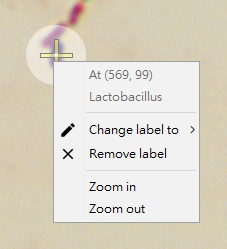 At (569, 99)
Lactobacillus
Change label to
Remove label
Zoom in
Zoom out